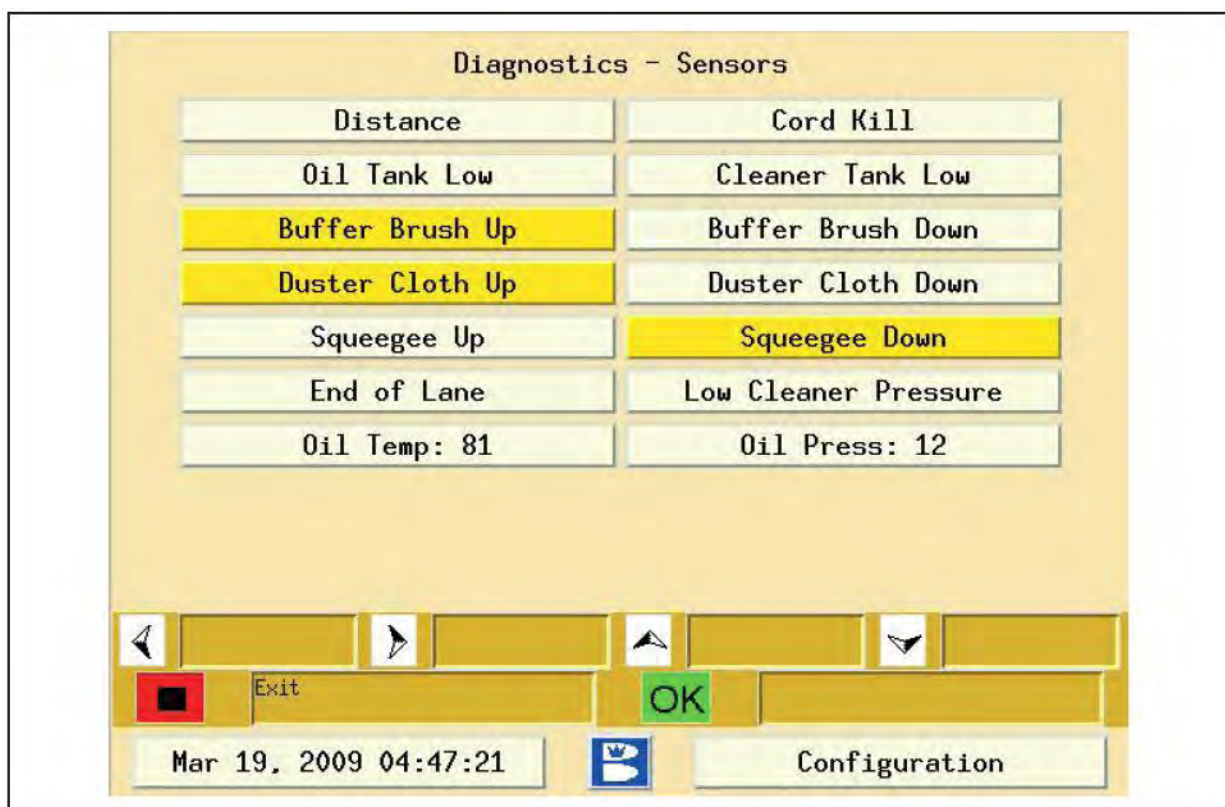 Diagnostics - Sensors
Distance
Cord Kill
Oil Tank Low
Cleaner Tank Low
Buffer Brush Up
Buffer Brush Down
Duster Cloth Up
Duster Cloth Down
Squeegee Up
Squeegee Down
End of Lane
Low Cleaner Pressure
Oil Temp: 81
Oil Press: 12
Exit
OK
Mar 19, 2009 04:47:21
Configuration